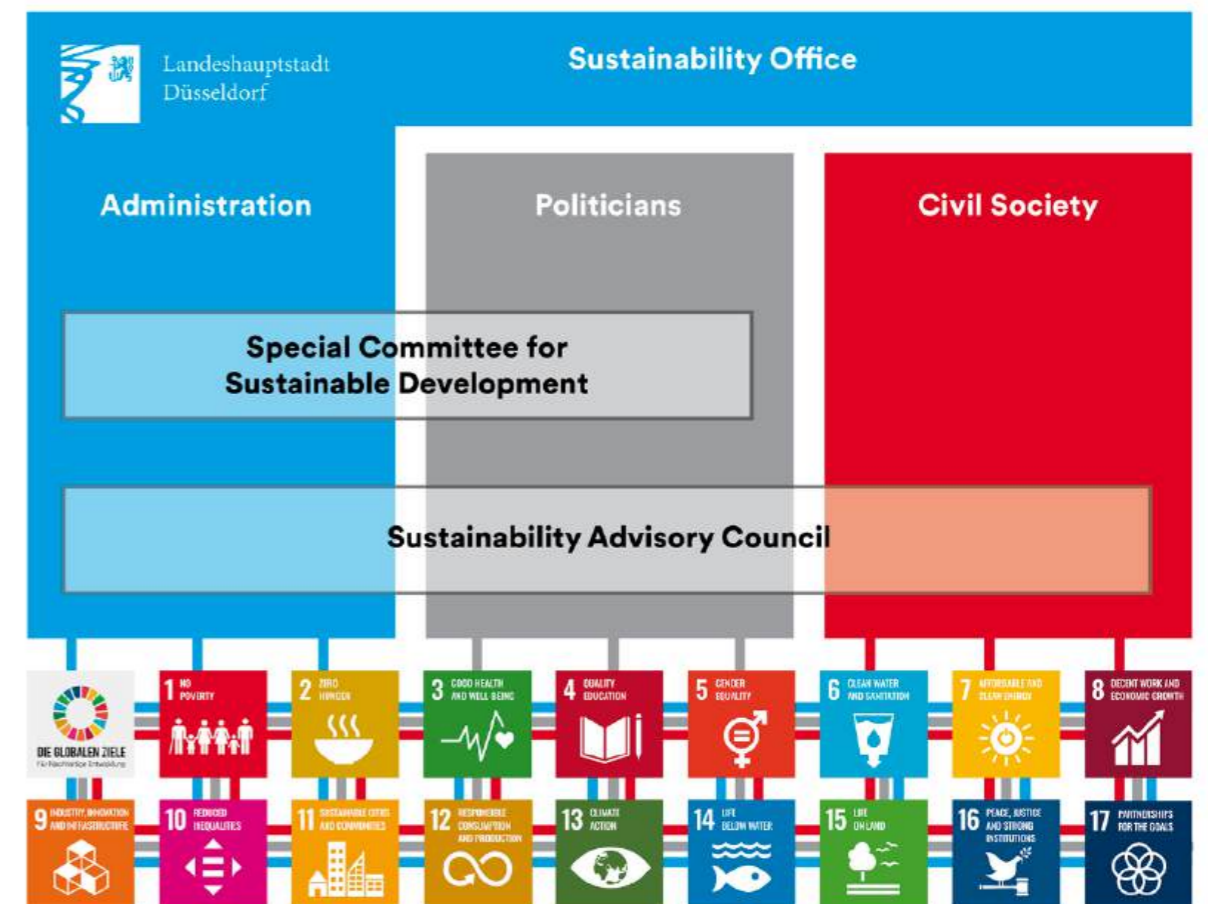 Landeshauptstadt
Düsseldorf
Sustainability Office
Administration
Politicians
Civil Society
Special Committee for
Sustainable Development
Sustainability Advisory Council
DIE GLOBALEN ZIELE
Für Nachhaltige Entwicklung
1 NO
POVERTY
2 ZERO
HUNGER
3 GOOD HEALTH
AND WELL-BEING
4 QUALITY
EDUCATION
5 GENDER
EQUALITY
6 CLEAN WATER
AND SANITATION
7 AFFORDABLE AND
CLEAN ENERGY
8 DECENT WORK AND
ECONOMIC GROWTH
9 INDUSTRY, INNOVATION
AND INFRASTRUCTURE
10 REDUCED
INEQUALITIES
11 SUSTAINABLE CITIES
AND COMMUNITIES
12 RESPONSIBLE
CONSUMPTION
AND PRODUCTION
13 CLIMATE
ACTION
14 LIFE
BELOW WATER
15 LIFE
ON LAND
16 PEACE, JUSTICE
AND STRONG
INSTITUTIONS
17 PARTNERSHIPS
FOR THE GOALS